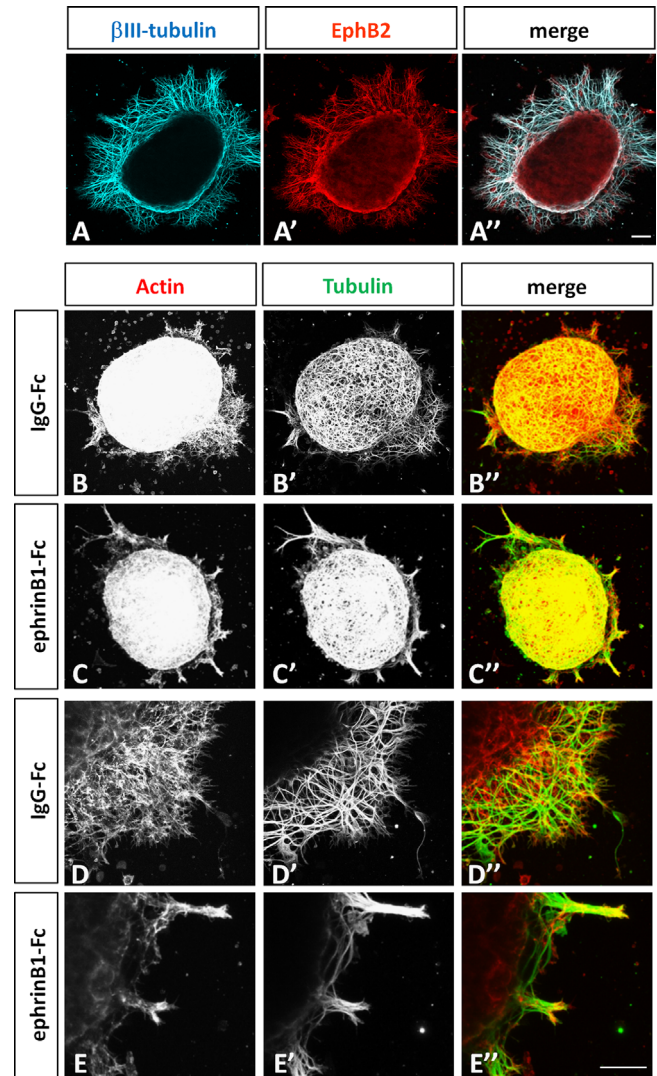 βIII-tubulin EphB2 merge
A A' A''
Actin Tubulin merge
IgG-Fc
B B' B''
ephrinB1-Fc
C C' C''
IgG-Fc
D D' D''
ephrinB1-Fc
E E' E''